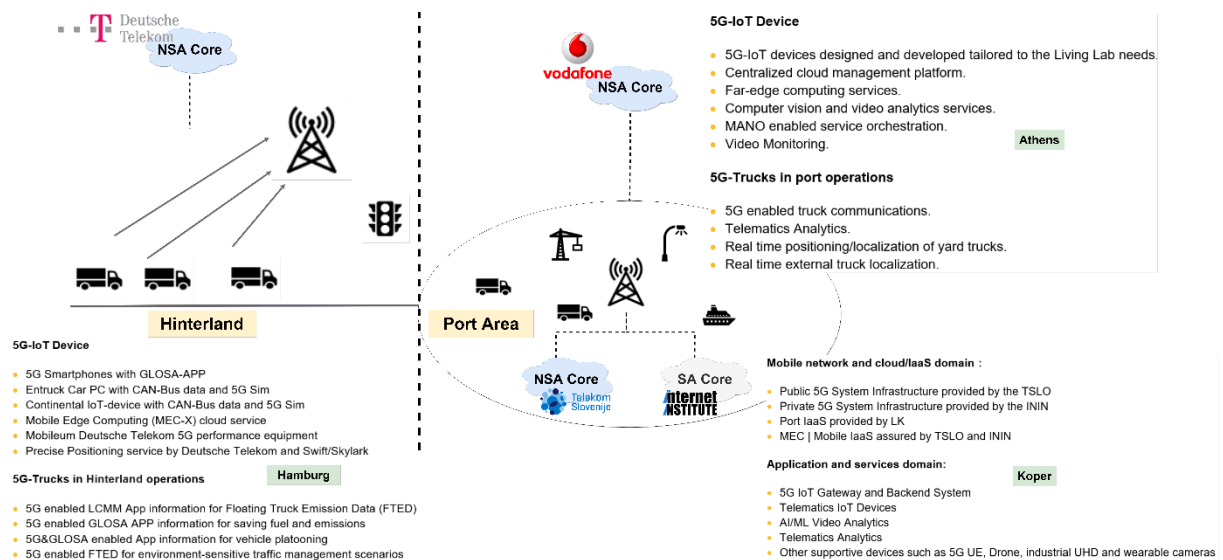 Deutsche
Telekom
NSA Core
Hinterland
5G-IoT Device
5G Smartphones with GLOSA-APP
Entruck Car PC with CAN-Bus data and 5G Sim
Continental IoT-device with CAN-Bus data and 5G Sim
Mobile Edge Computing (MEC-X) cloud service
Mobileum Deutsche Telekom 5G performance equipment
Precise Positioning service by Deutsche Telekom and Swift/Skylark
Hamburg
5G-Trucks in Hinterland operations
5G enabled LCMM App information for Floating Truck Emission Data (FTED)
5G enabled GLOSA APP information for saving fuel and emissions
5G&GLOSA enabled App information for vehicle platooning
5G enabled FTED for environment-sensitive traffic management scenarios
vodafone
NSA Core
Port Area
NSA Core
Telekom
Slovenije
SA Core
internet
INSTITUTE
5G-IoT Device
5G-IoT devices designed and developed tailored to the Living Lab needs.
Centralized cloud management platform.
Far-edge computing services.
Computer vision and video analytics services.
MANO enabled service orchestration.
Video Monitoring.
Athens
5G-Trucks in port operations
5G enabled truck communications.
Telematics Analytics.
Real time positioning/localization of yard trucks.
Real time external truck localization.
Mobile network and cloud/IaaS domain :
Public 5G System Infrastructure provided by the TSLO
Private 5G System Infrastructure provided by the ININ
Port IaaS provided by LK
MEC | Mobile IaaS assured by TSLO and ININ
Application and services domain:
Koper
5G IoT Gateway and Backend System
Telematics IoT Devices
AI/ML Video Analytics
Telematics Analytics
Other supportive devices such as 5G UE, Drone, industrial UHD and wearable cameras